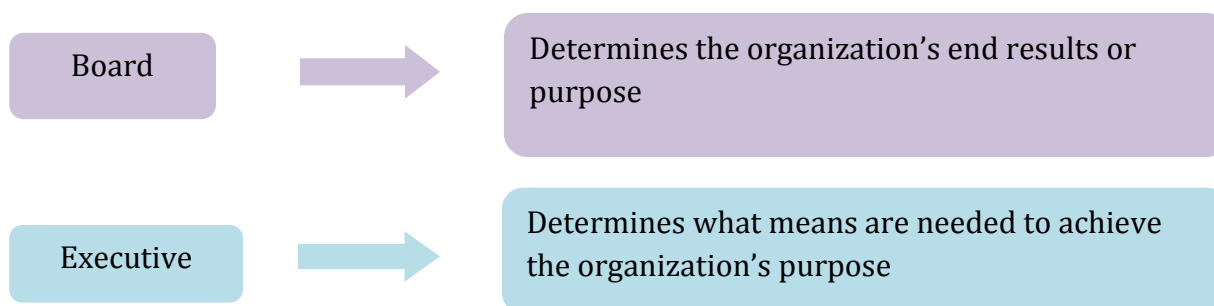 Board
Determines the organization’s end results or
purpose
Executive
Determines what means are needed to achieve
the organization’s purpose